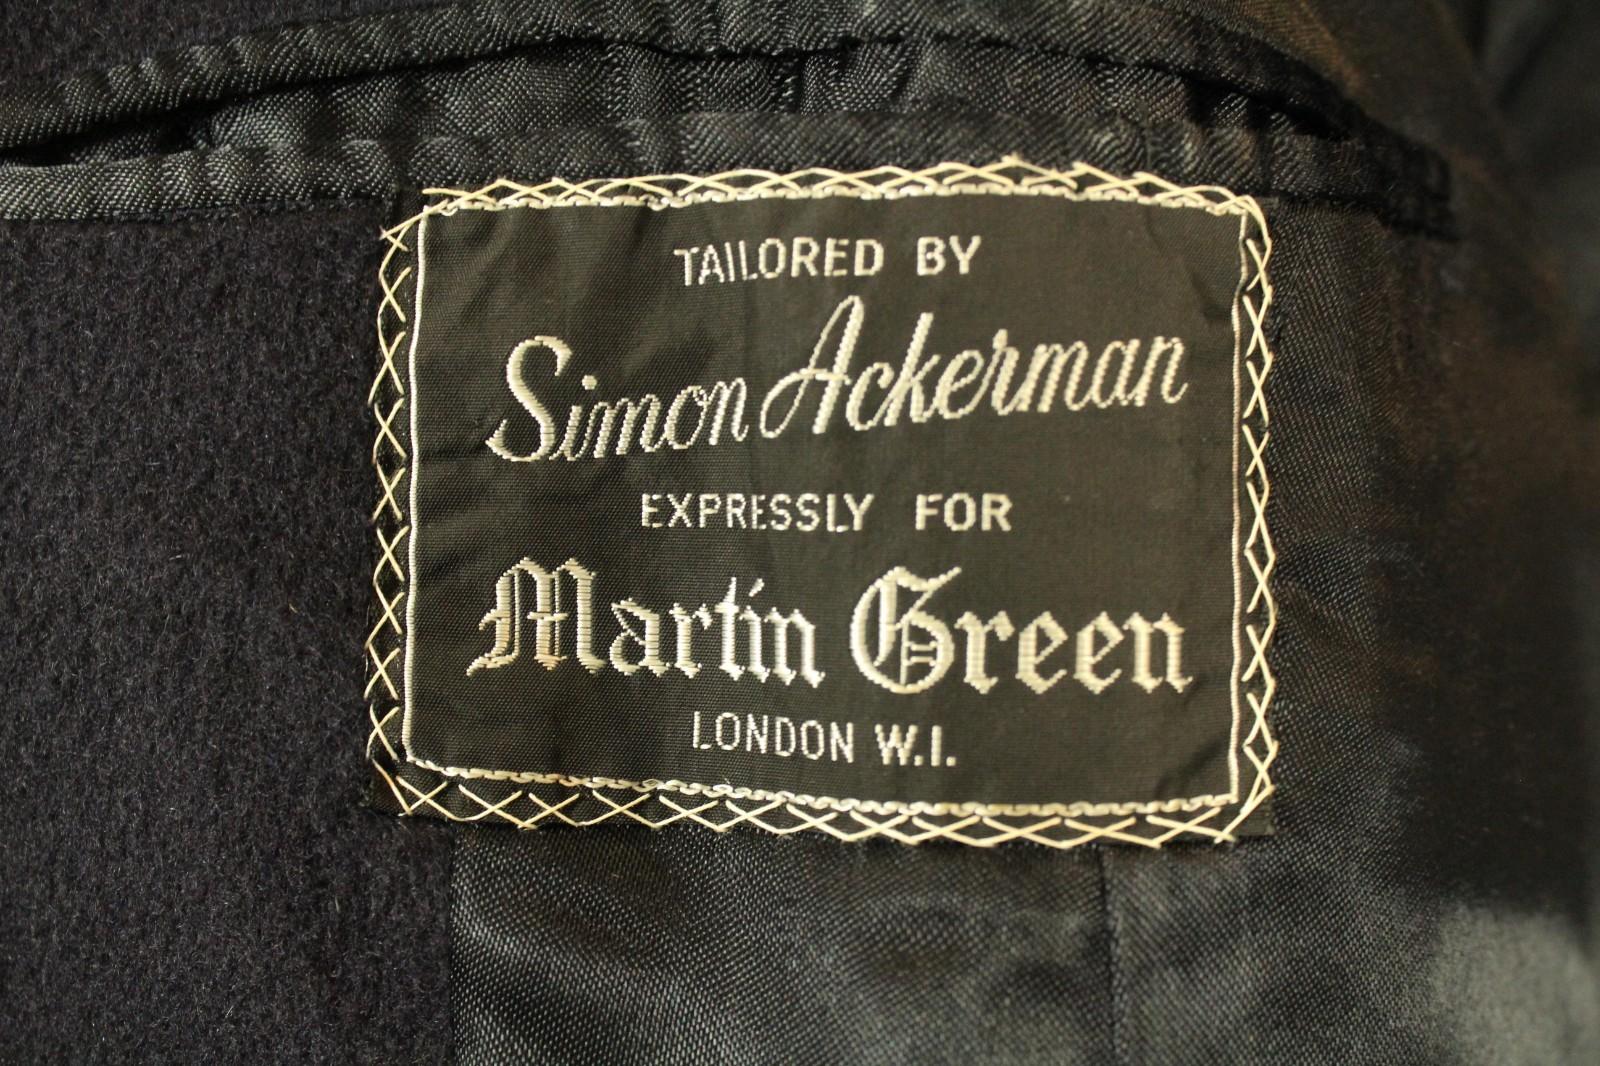 TAILORED BY
Simon Ackerman
EXPRESSLY FOR
Martin Green
LONDON W.I.